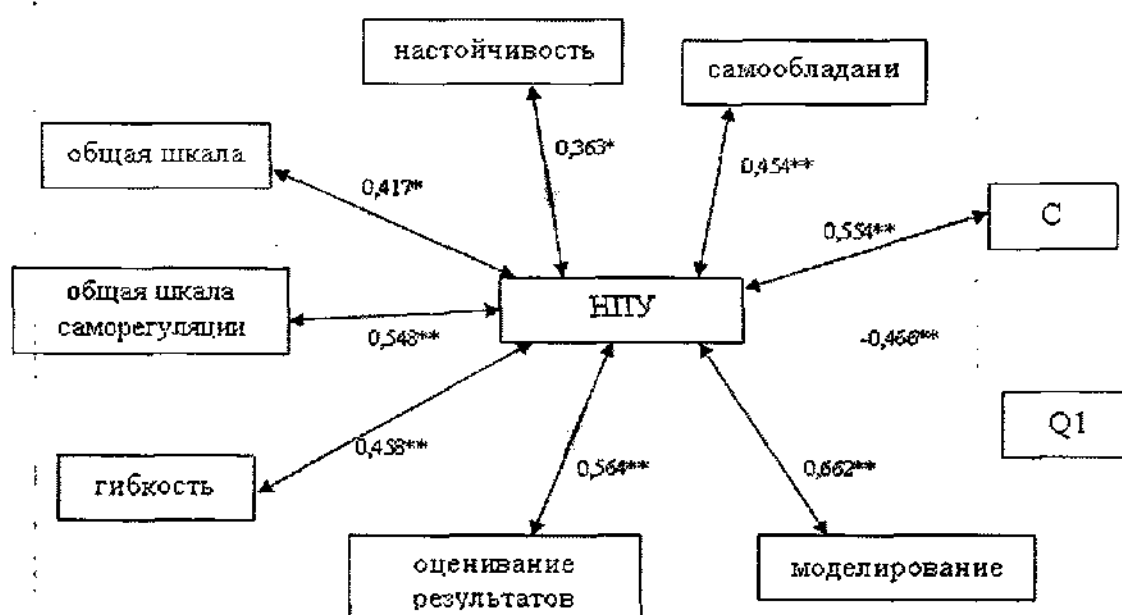 настойчивость
самообладани
0,363*
0,454**
общая шкала
0,417*
С
0,554**
общая шкала
саморегуляции
0,548**
НПУ
-0,466**
Q1
0,458**
гибкость
0,564**
0,662**
оценивание
результатов
моделирование